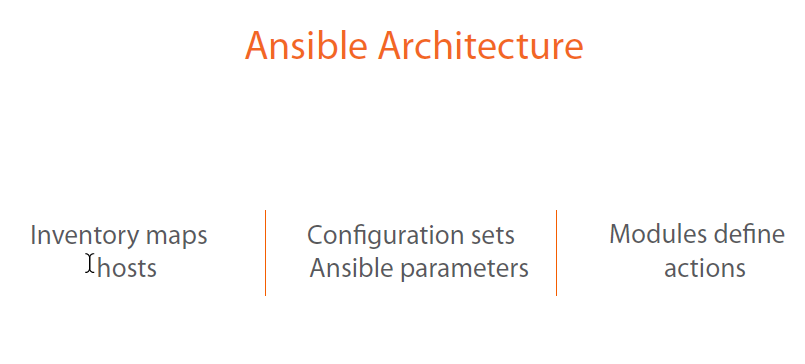 Ansible Architecture
Inventory maps
hosts
Configuration sets
Ansible parameters
Modules define
actions